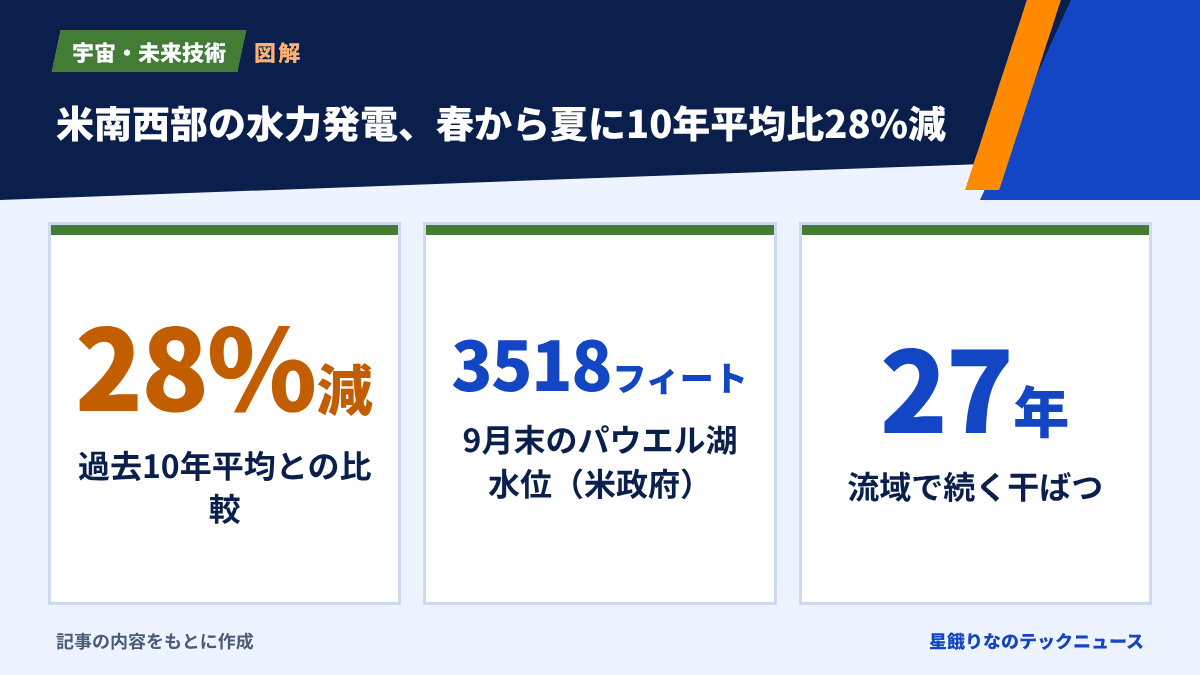 宇宙・未来技術 図解
米南西部の水力発電、春から夏に10年平均比28%減
28%減
過去10年平均との比
較
3518フィート
9月末のパウエル湖
水位（米政府）
27年
流域で続く干ばつ
記事の内容をもとに作成
星餓りなのテックニュース